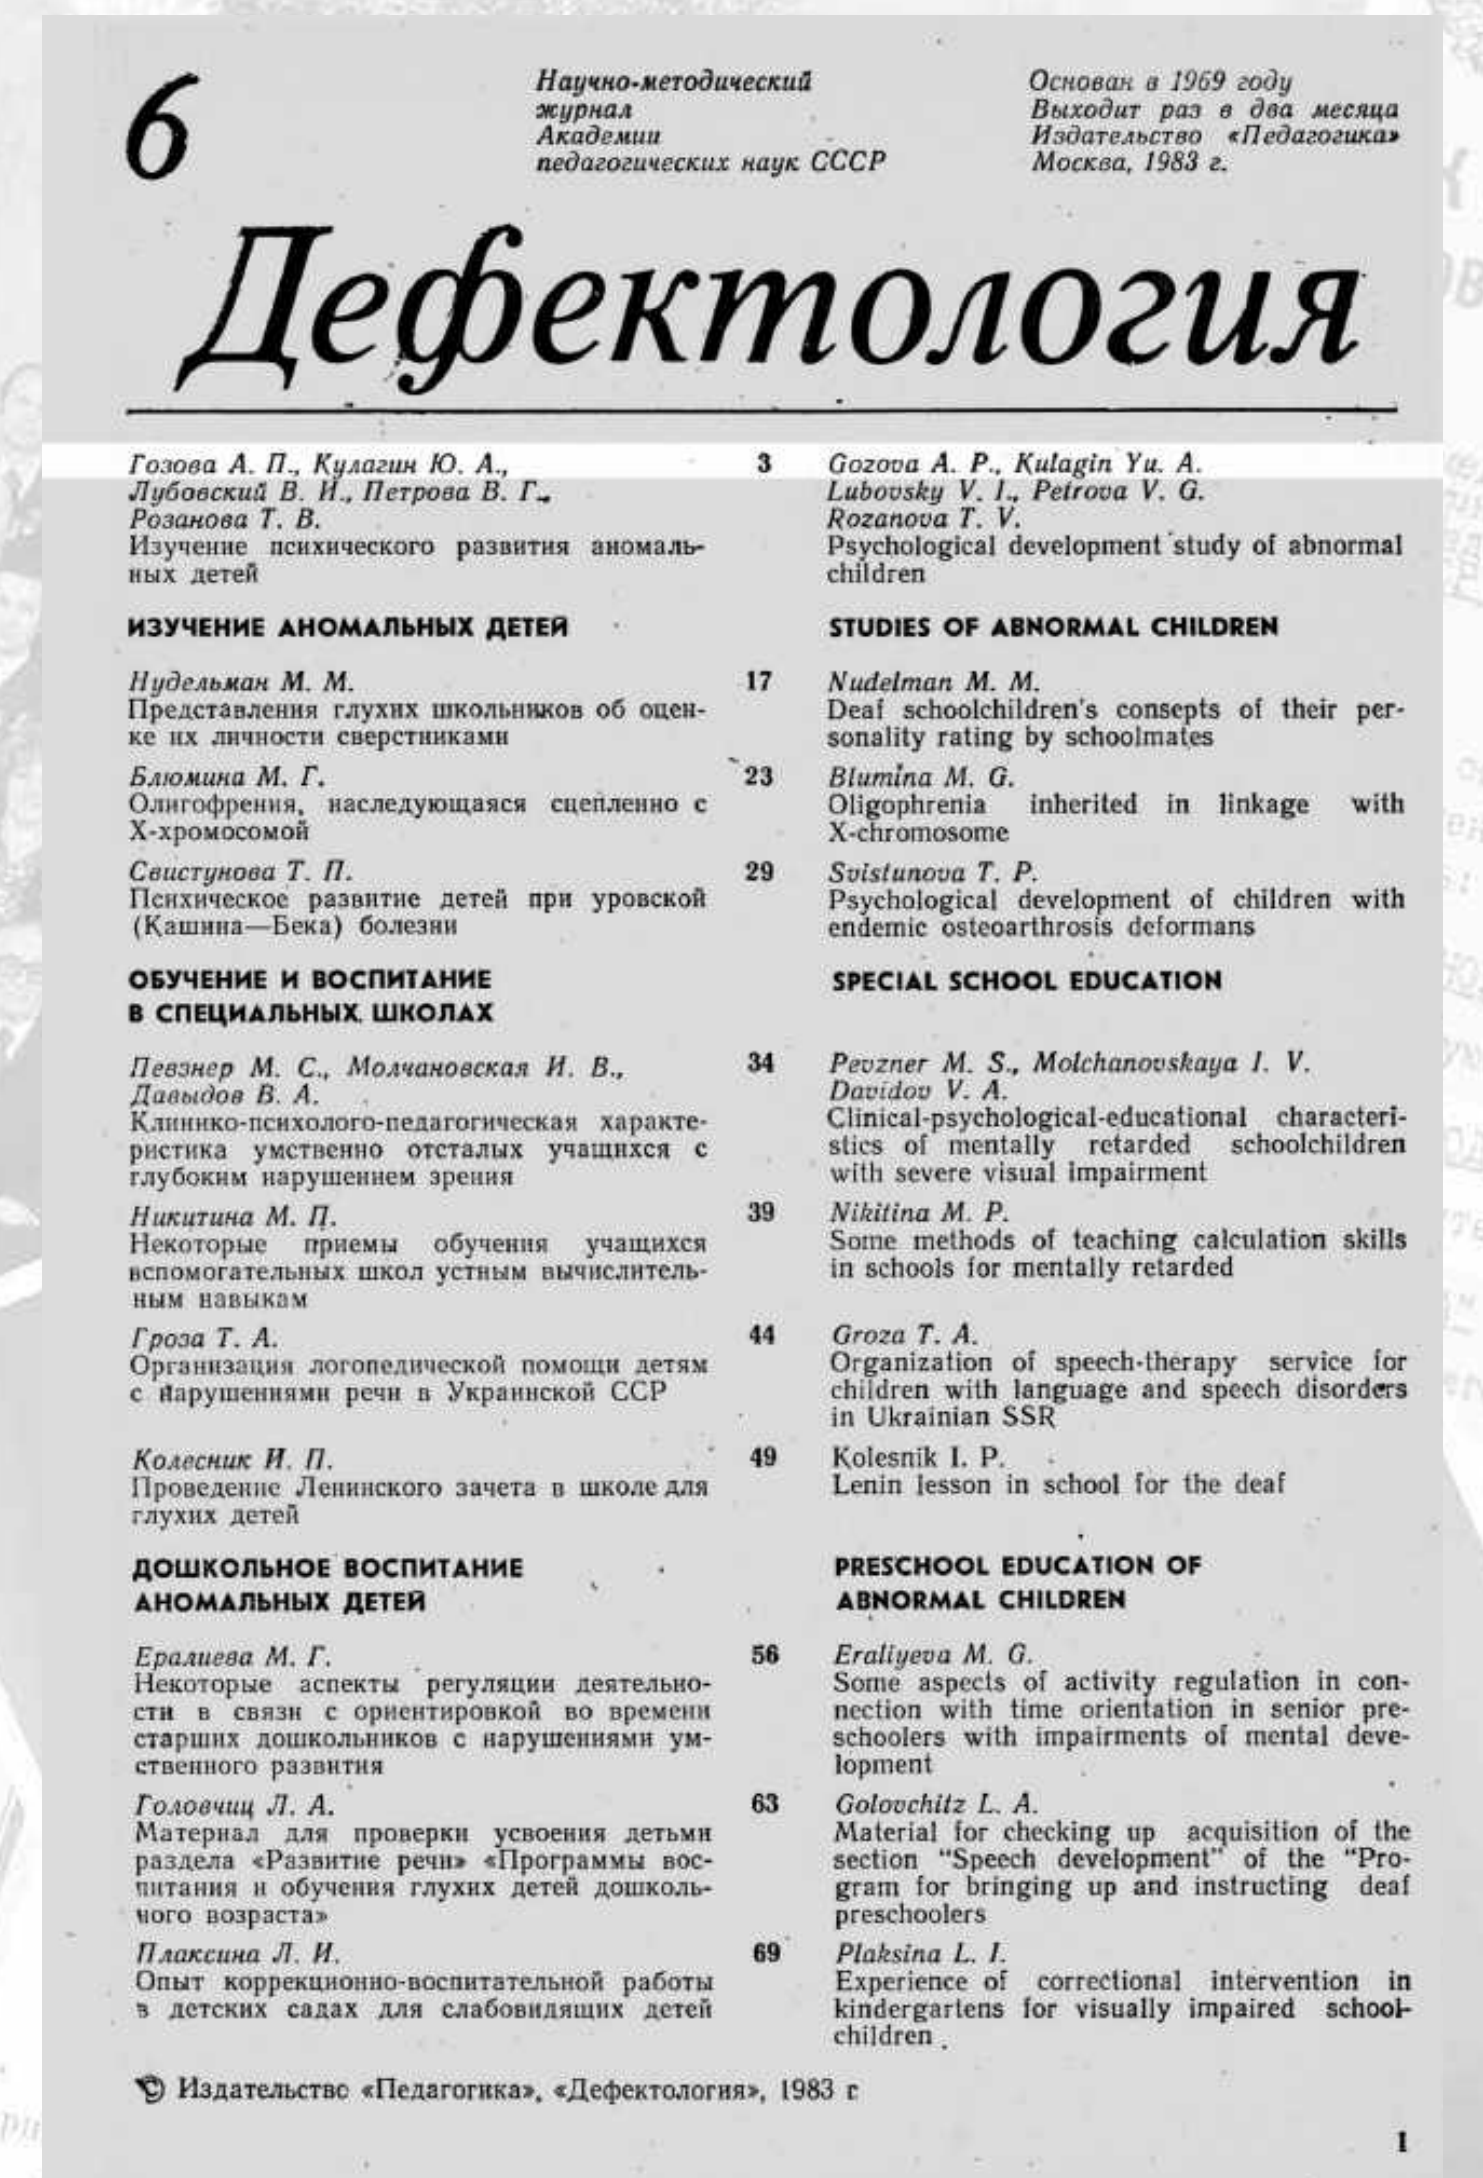 6
Научно-методический
журнал
Академии
педагогических наук СССР
Основан в 1969 году
Выходит раз в два месяца
Издательство «Педагогика»
Москва, 1983 г.
Дефектология
Гозова А. П., Кулагин Ю. А.,
Лубовский В. И., Петрова В. Г.,
Розанова Т. В.
Изучение психического развития аномаль-
ных детей
3
Gozova A. P., Kulagin Yu. A.
Lubovsky V. I., Petrova V. G.
Rozanova T. V.
Psychological development study of abnormal
children
ИЗУЧЕНИЕ АНОМАЛЬНЫХ ДЕТЕЙ
STUDIES OF ABNORMAL CHILDREN
Нудельман М. М.
Представления глухих школьников об оцен-
ке их личности сверстниками
17
Nudelman M. M.
Deaf schoolchildren's consepts of their per-
sonality rating by schoolmates
Блюмина М. Г.
Олигофрения, наследующаяся сцепленно с
X-хромосомой
23
Blumina M. G.
Oligophrenia inherited in linkage with
X-chromosome
Свистунова Т. П.
Психическое развитие детей при уровской
(Кашина—Бека) болезни
29
Svistunova T. P.
Psychological development of children with
endemic osteoarthrosis deformans
ОБУЧЕНИЕ И ВОСПИТАНИЕ
В СПЕЦИАЛЬНЫХ ШКОЛАХ
SPECIAL SCHOOL EDUCATION
Певзнер М. С., Молчановская И. В.,
Давыдов В. А.
Клинико-психолого-педагогическая характе-
ристика умственно отсталых учащихся с
глубоким нарушением зрения
34
Pevzner M. S., Molchanovskaya I. V.
Davidov V. A.
Clinical-psychological-educational characteri-
stics of mentally retarded schoolchildren
with severe visual impairment
Никитина М. П.
Некоторые приемы обучения учащихся
вспомогательных школ устным вычислитель-
ным навыкам
39
Nikitina M. P.
Some methods of teaching calculation skills
in schools for mentally retarded
Гроза Т. А.
Организация логопедической помощи детям
с нарушениями речи в Украинской ССР
44
Groza T. A.
Organization of speech-therapy service for
children with language and speech disorders
in Ukrainian SSR
Колесник И. П.
Проведение Ленинского зачета в школе для
глухих детей
49
Kolesnik I. P.
Lenin lesson in school for the deaf
ДОШКОЛЬНОЕ ВОСПИТАНИЕ
АНОМАЛЬНЫХ ДЕТЕЙ
PRESCHOOL EDUCATION OF
ABNORMAL CHILDREN
Ералиева М. Г.
Некоторые аспекты регуляции деятельно-
сти в связи с ориентировкой во времени
старших дошкольников с нарушениями ум-
ственного развития
56
Eraliyeva M. G.
Some aspects of activity regulation in con-
nection with time orientation in senior pre-
schoolers with impairments of mental deve-
lopment
Головчиц Л. А.
Материал для проверки усвоения детьми
раздела «Развитие речи» «Программы вос-
питания и обучения глухих детей дошколь-
ного возраста»
63
Golovchitz L. A.
Material for checking up acquisition of the
section "Speech development" of the "Pro-
gram for bringing up and instructing deaf
preschoolers
Плаксина Л. И.
Опыт коррекционно-воспитательной работы
в детских садах для слабовидящих детей
69
Plaksina L. I.
Experience of correctional intervention in
kindergartens for visually impaired school-
children.
© Издательство «Педагогика», «Дефектология», 1983 г
1